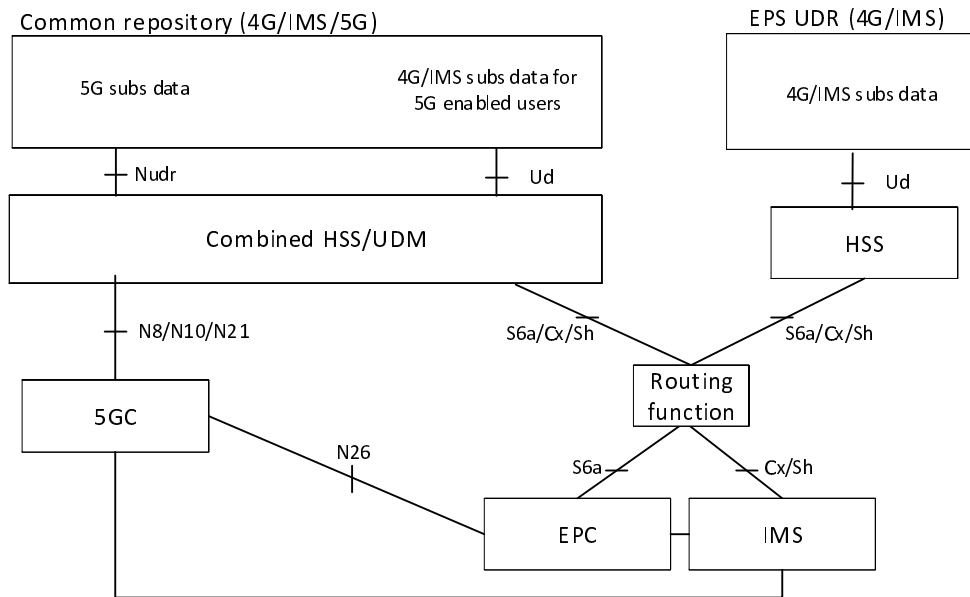 Common repository (4G/IMS/5G)
EPS UDR (4G/IMS)
5G subs data
4G/IMS subs data for
5G enabled users
4G/IMS subs data
Nudr
Ud
Ud
Combined HSS/UDM
HSS
N8/N10/N21
S6a/Cx/Sh
S6a/Cx/Sh
Routing
function
5GC
N26
S6a
Cx/Sh
EPC
IMS